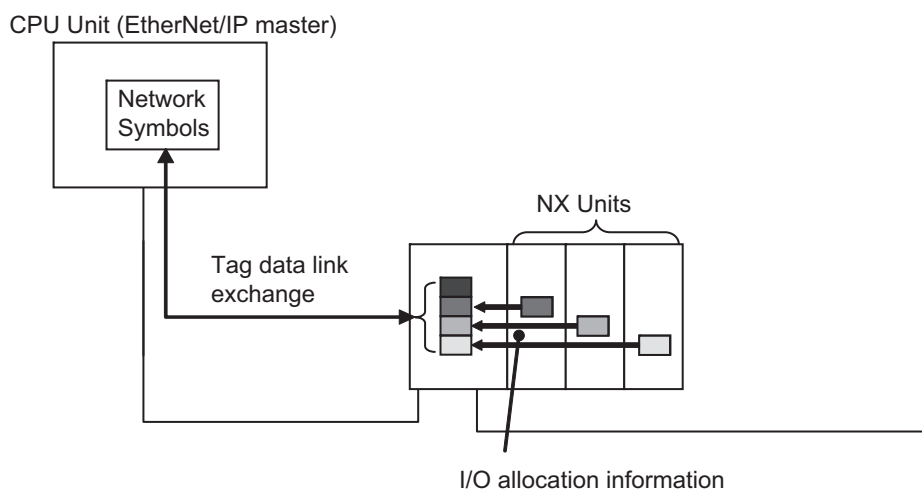 CPU Unit (EtherNet/IP master)
Network
Symbols
NX Units
Tag data link
exchange
I/O allocation information